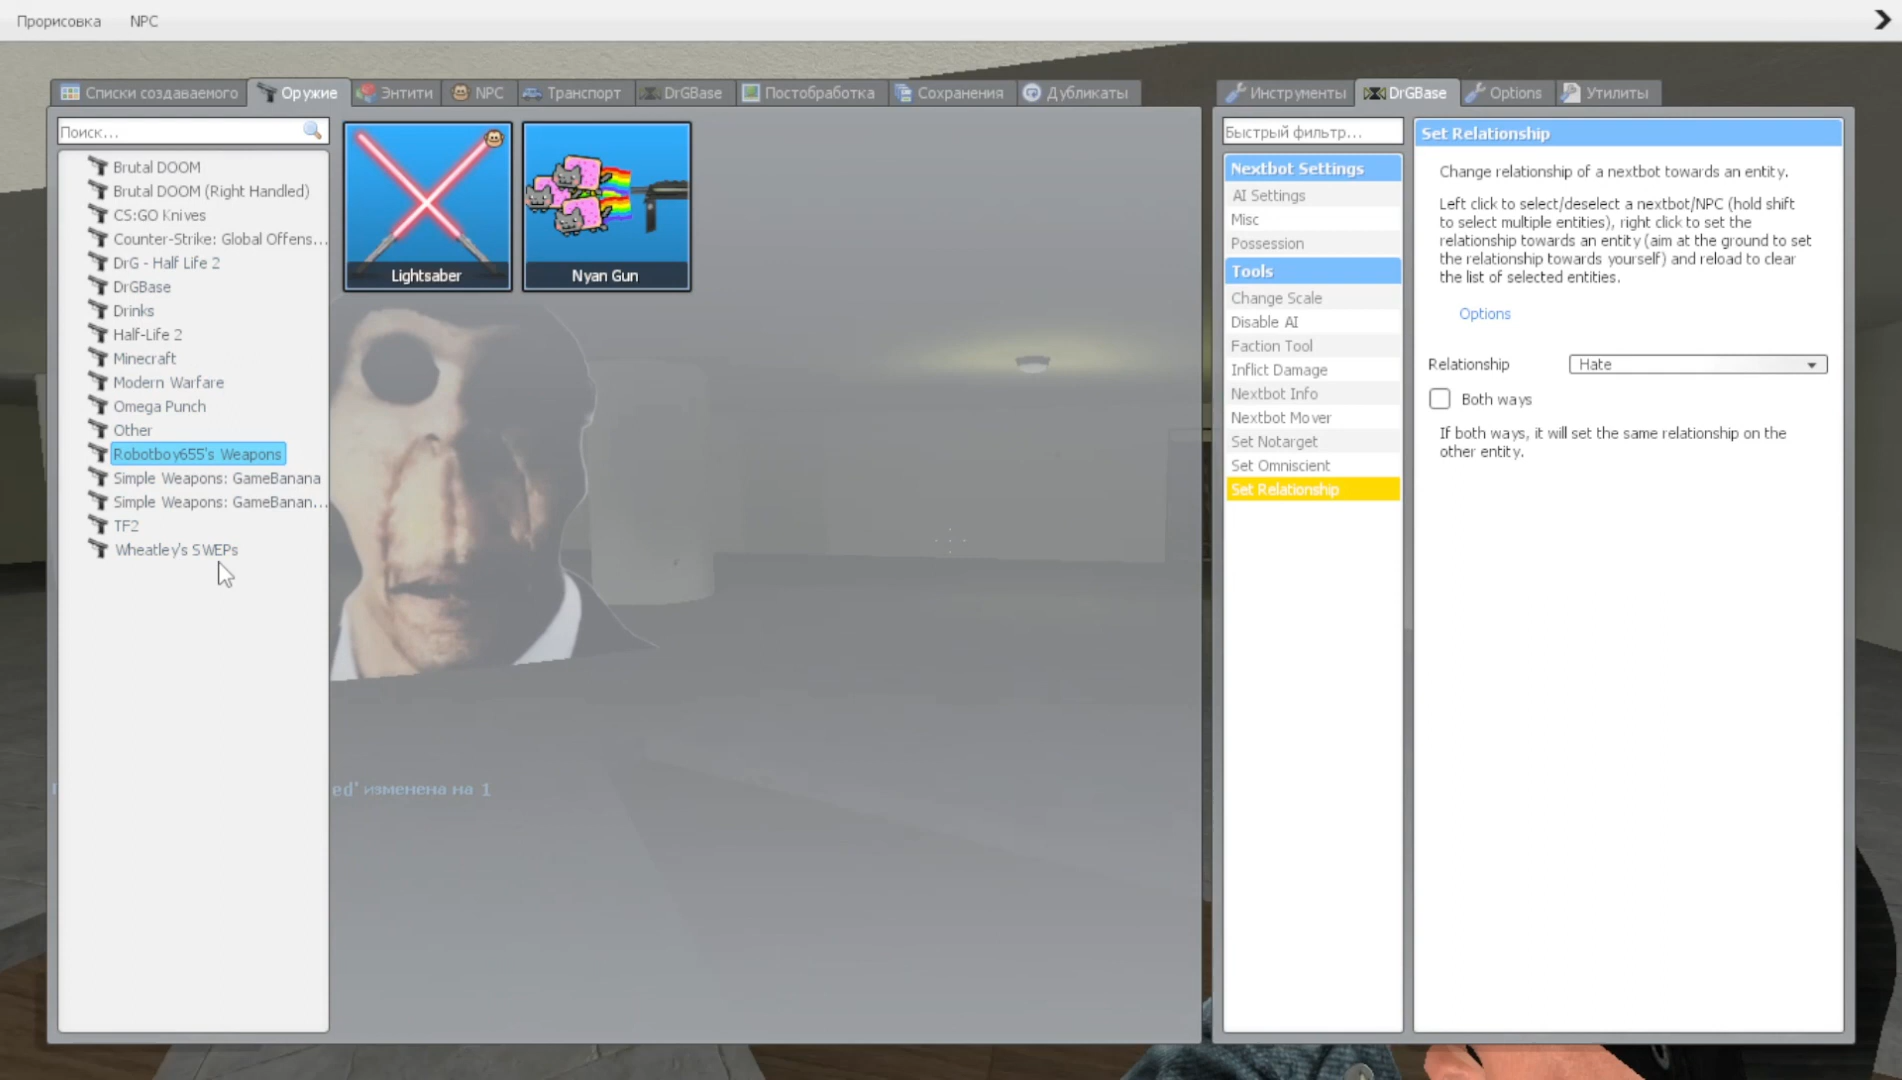 Прорисовка NPC
Списки создаваемого Оружие Энтити NPC Транспорт DrGBase Постобработка Сохранения Дубликаты
Инструменты DrGBase Options Утилиты
Поиск...
Brutal DOOM
Brutal DOOM (Right Handed)
CS:GO Knives
Counter-Strike: Global Offens...
DrG - Half Life 2
DrGBase
Drinks
Half-Life 2
Minecraft
Modern Warfare
Omega Punch
Other
Robotboy655's Weapons
Simple Weapons: GameBanana
Simple Weapons: GameBanan...
TF2
Wheatley's SWEPs
Lightsaber
Nyan Gun
ed' изменена на 1
Быстрый фильтр...
Nextbot Settings
AI Settings
Misc
Possession
Tools
Change Scale
Disable AI
Faction Tool
Inflict Damage
Nextbot Info
Nextbot Mover
Set Notarget
Set Omniscient
Set Relationship
Set Relationship
Change relationship of a nextbot towards an entity.
Left click to select/deselect a nextbot/NPC (hold shift
to select multiple entities), right click to set the
relationship towards an entity (aim at the ground to set
the relationship towards yourself) and reload to clear
the list of selected entities.
Options
Relationship Hate
Both ways
If both ways, it will set the same relationship on the
other entity.